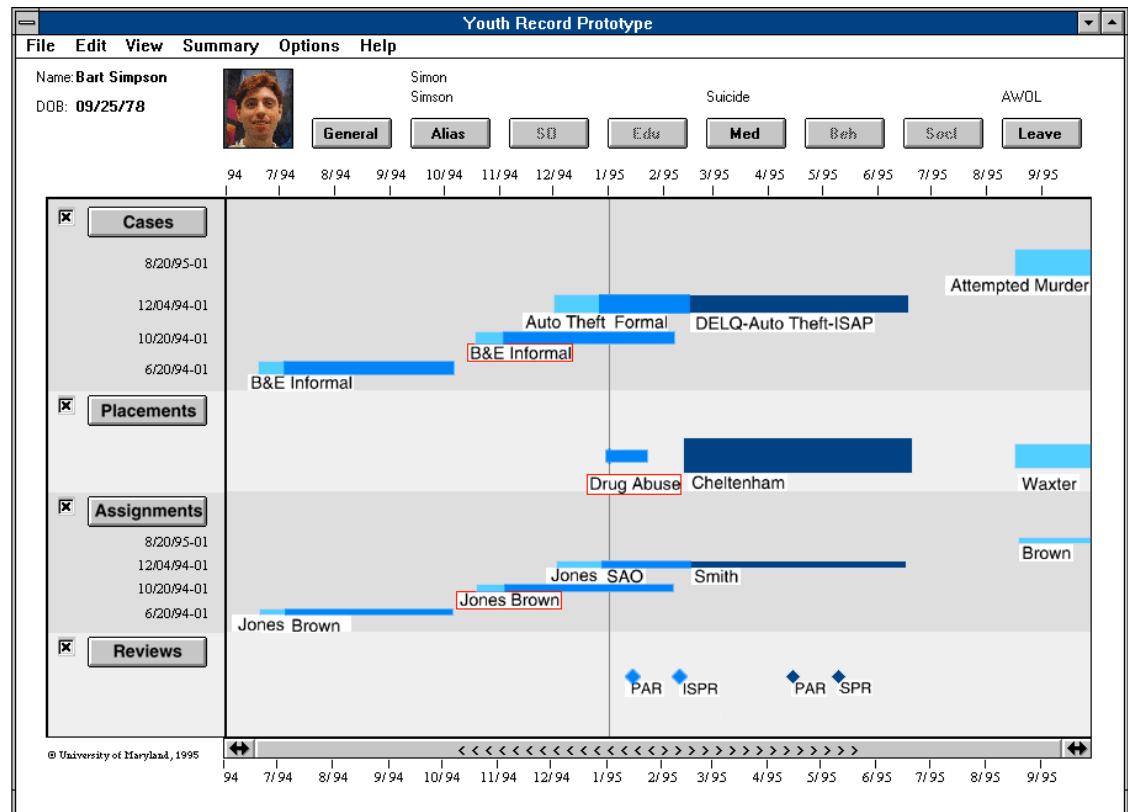 Youth Record Prototype
File Edit View Summary Options Help
Name: Bart Simpson
DOB: 09/25/78
Simon
Simson
Suicide
AWOL
General Alias SO Edu Med Beh Socl Leave
94 7/94 8/94 9/94 10/94 11/94 12/94 1/95 2/95 3/95 4/95 5/95 6/95 7/95 8/95 9/95
Cases
8/20/95-01
Attempted Murder
12/04/94-01
Auto Theft Formal DELQ-Auto Theft-ISAP
10/20/94-01
B&E Informal
6/20/94-01
B&E Informal
Placements
Drug Abuse Cheltenham Waxter
Assignments
8/20/95-01
Brown
12/04/94-01
Jones SAO Smith
10/20/94-01
Jones Brown
6/20/94-01
Jones Brown
Reviews
PAR ISPR PAR SPR
© University of Maryland, 1995
< < < < < < < < < < < < < < < > > > > > > > > > > > > > > >
94 7/94 8/94 9/94 10/94 11/94 12/94 1/95 2/95 3/95 4/95 5/95 6/95 7/95 8/95 9/95